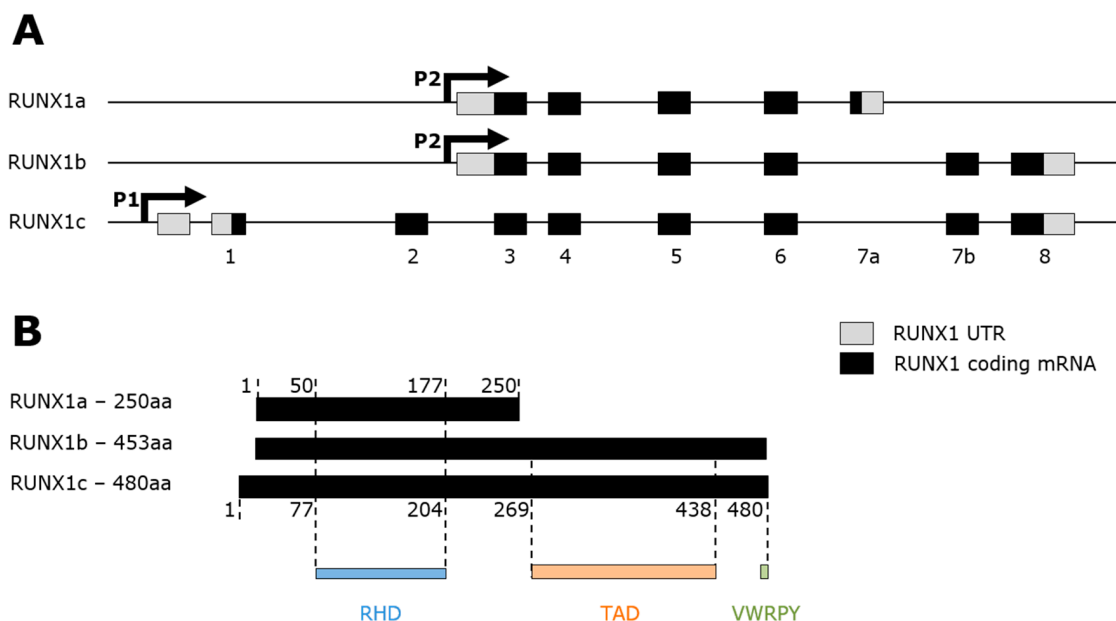 A
P2
RUNX1a
P2
RUNX1b
P1
RUNX1c
1 2 3 4 5 6 7a 7b 8
B
RUNX1 UTR
RUNX1 coding mRNA
1 50 177 250
RUNX1a – 250aa
RUNX1b – 453aa
RUNX1c – 480aa
1 77 204 269 438 480
RHD TAD VWRPY